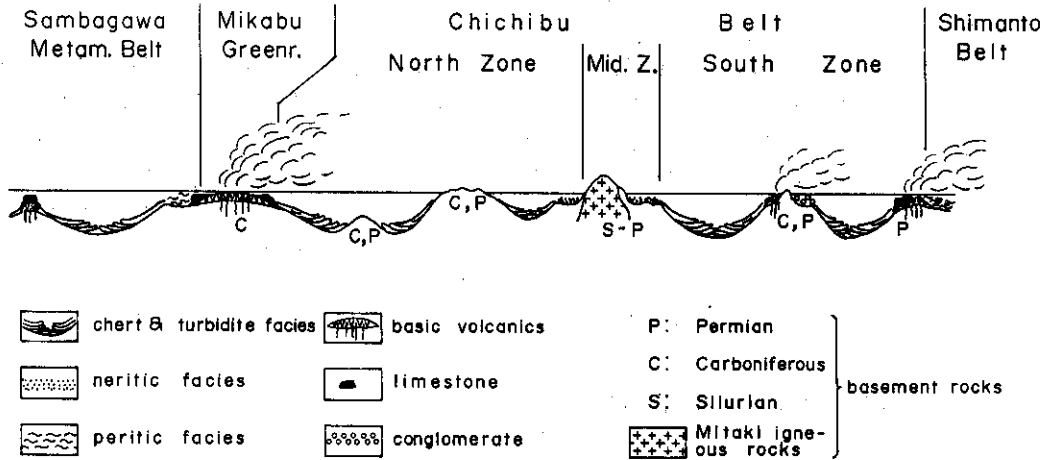 Sambagawa
Metam. Belt
Mikabu
Greenr.
Chichibu Belt
North Zone
Mid. Z.
South Zone
Shimanto
Belt
C
C,P
C,P
S-P
C,P
P
chert & turbidite facies
neritic facies
peritic facies
basic volcanics
limestone
conglomerate
P: Permian
C: Carboniferous
S: Silurian
Mitaki igne-
ous rocks
basement rocks